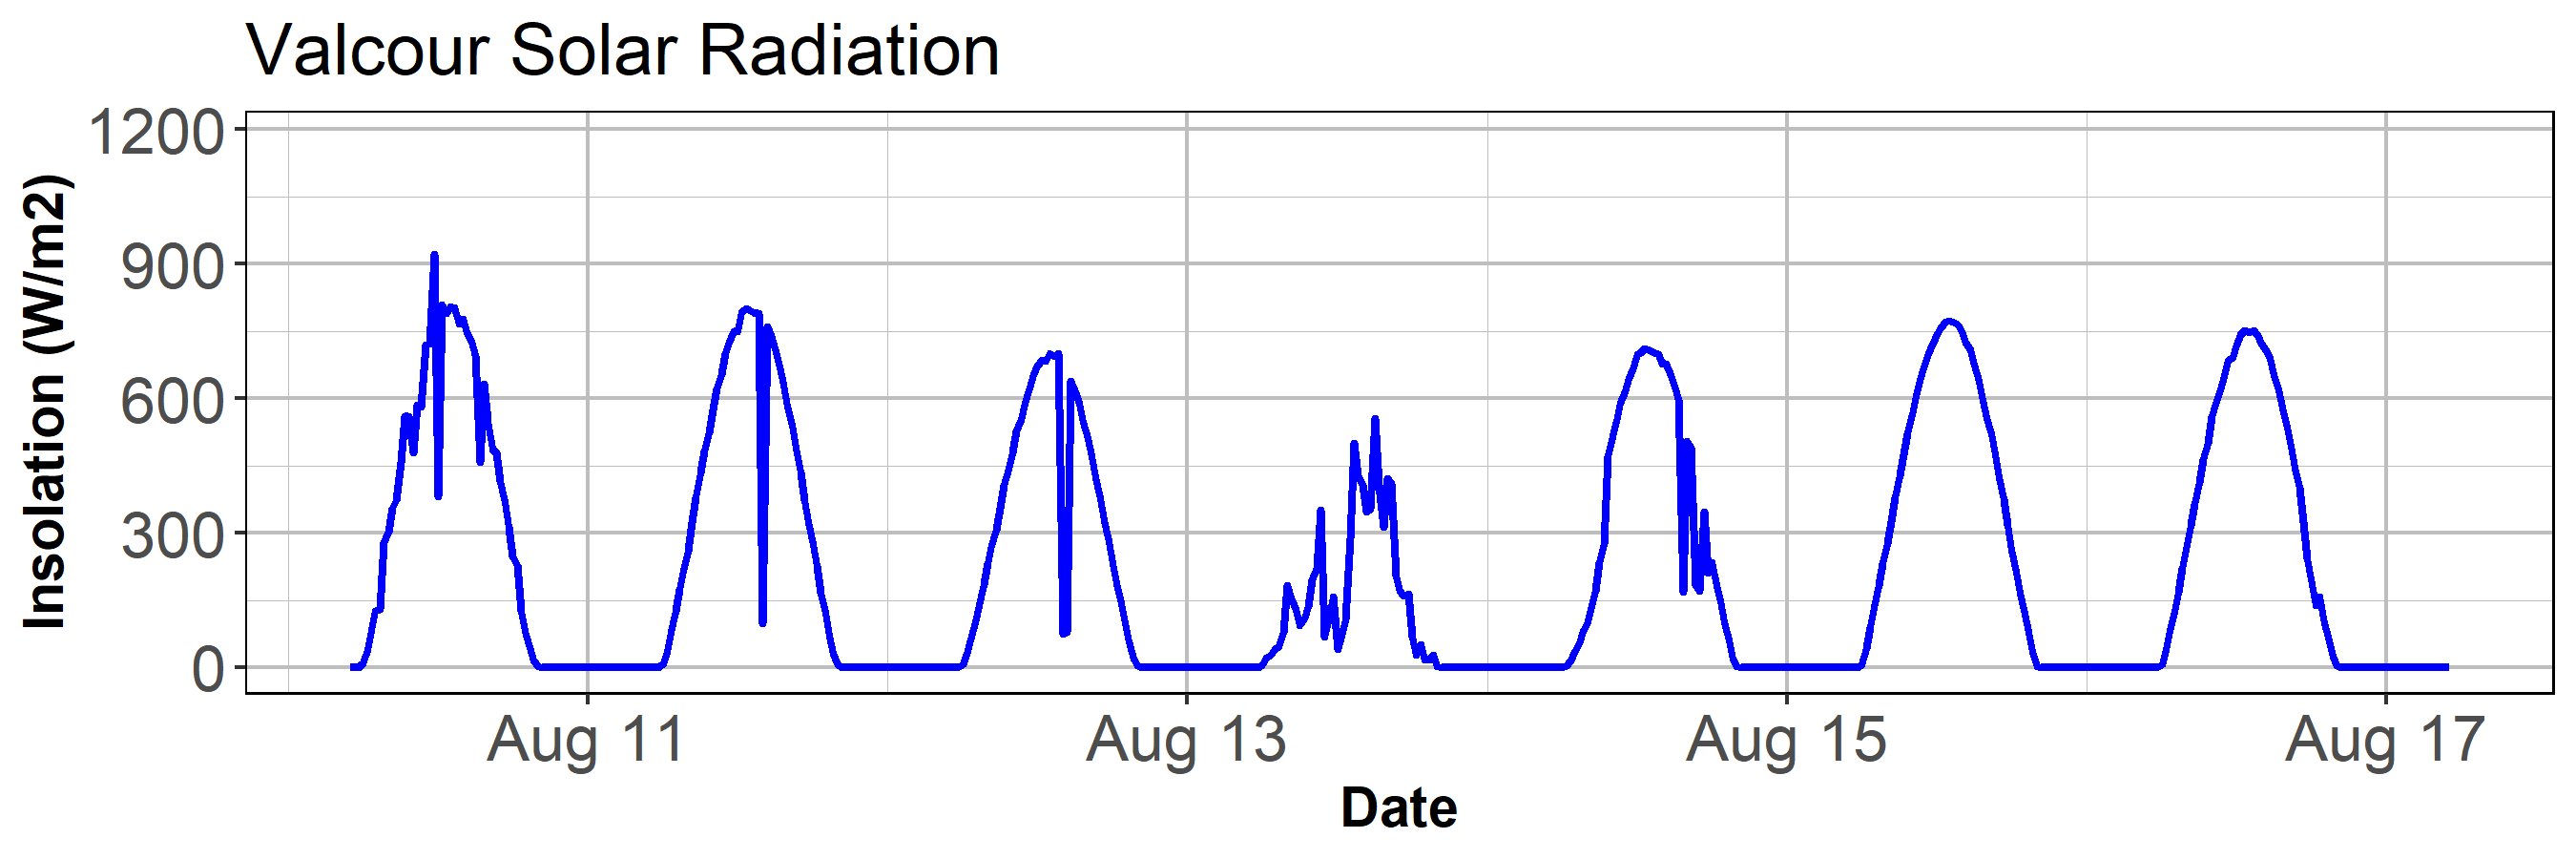 Valcour Solar Radiation
Insolation (W/m2)
1200
900
600
300
0
Aug 11
Aug 13
Aug 15
Aug 17
Date